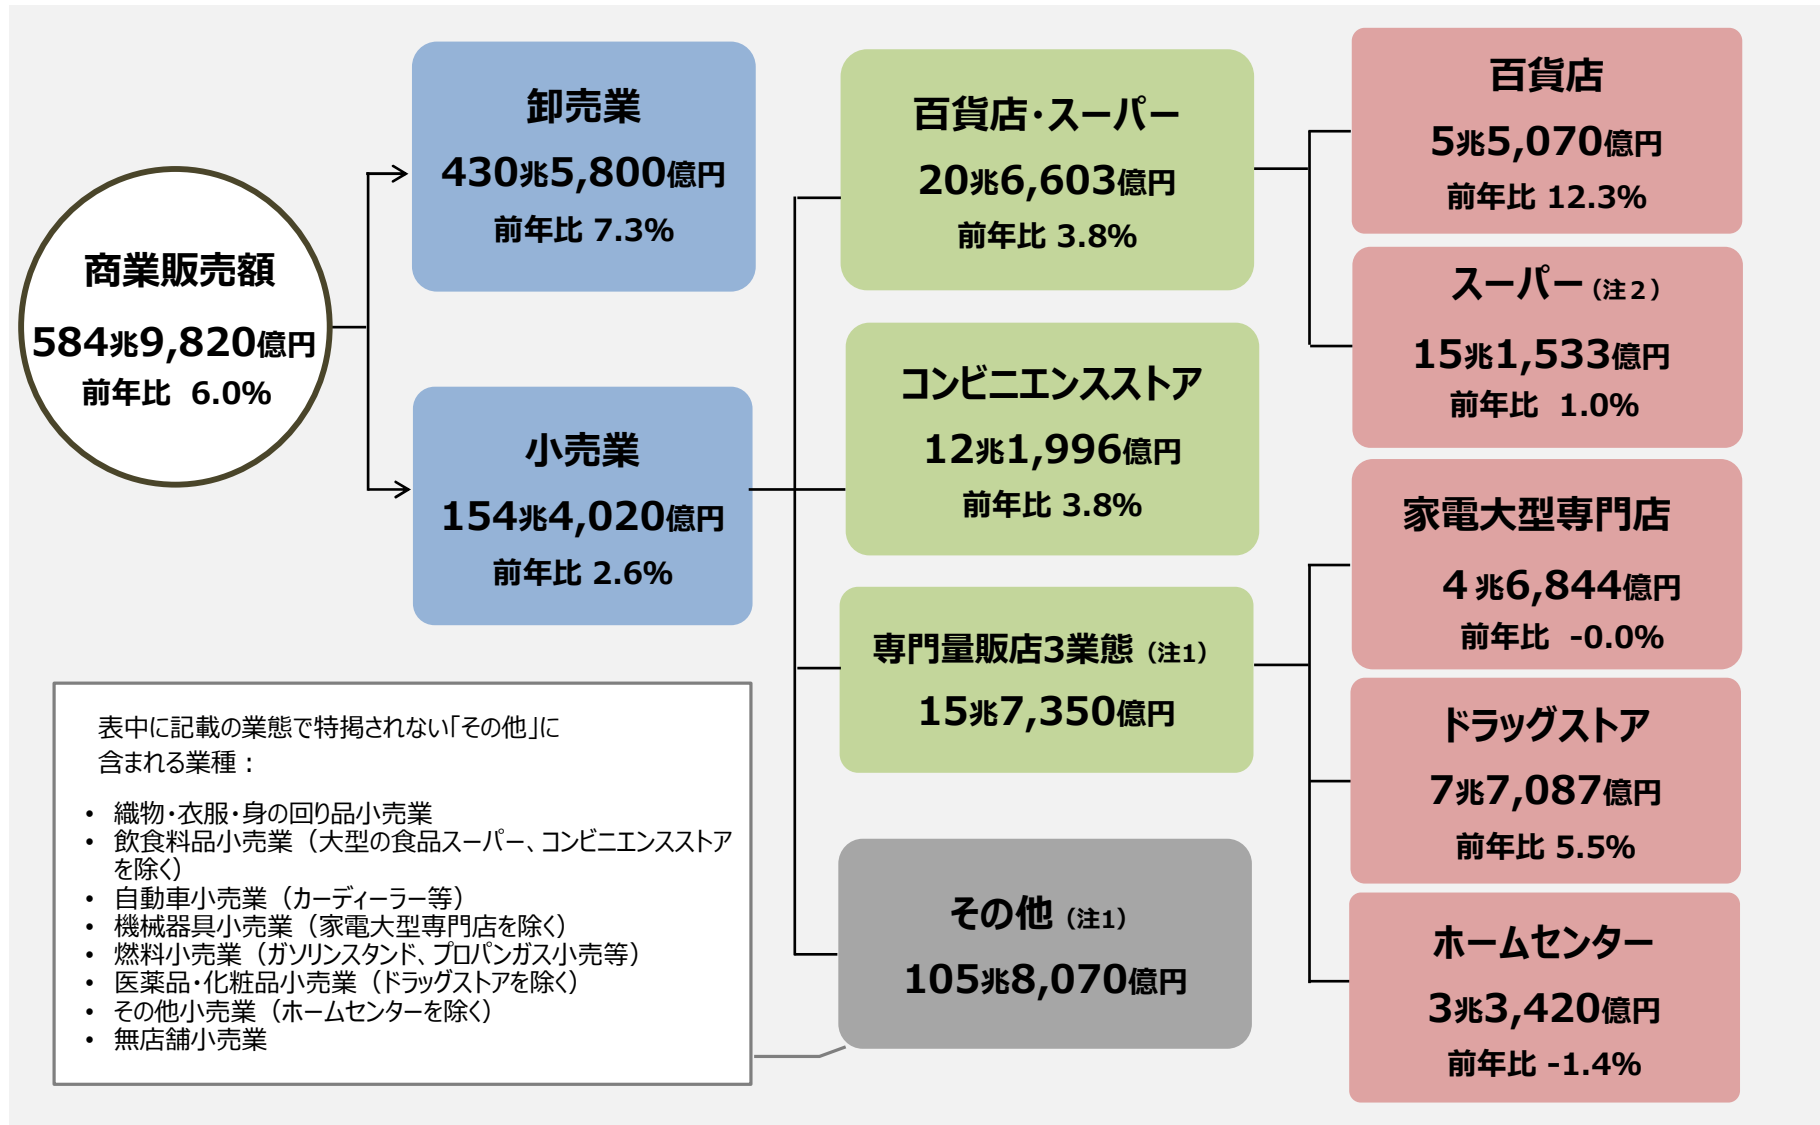 商業販売額
584兆9,820億円
前年比 6.0%
卸売業
430兆5,800億円
前年比 7.3%
小売業
154兆4,020億円
前年比 2.6%
百貨店・スーパー
20兆6,603億円
前年比 3.8%
コンビニエンスストア
12兆1,996億円
前年比 3.8%
専門量販店3業態（注1）
15兆7,350億円
その他（注1）
105兆8,070億円
百貨店
5兆5,070億円
前年比 12.3%
スーパー（注２）
15兆1,533億円
前年比 1.0%
家電大型専門店
4兆6,844億円
前年比 -0.0%
ドラッグストア
7兆7,087億円
前年比 5.5%
ホームセンター
3兆3,420億円
前年比 -1.4%
表中に記載の業態で特掲されない「その他」に
含まれる業種：
• 織物・衣服・身の回り品小売業
• 飲食料品小売業（大型の食品スーパー、コンビニエンスストア
を除く）
• 自動車小売業（カーディーラー等）
• 機械器具小売業（家電大型専門店を除く）
• 燃料小売業（ガソリンスタンド、プロパンガス小売等）
• 医薬品・化粧品小売業（ドラッグストアを除く）
• その他小売業（ホームセンターを除く）
• 無店舗小売業